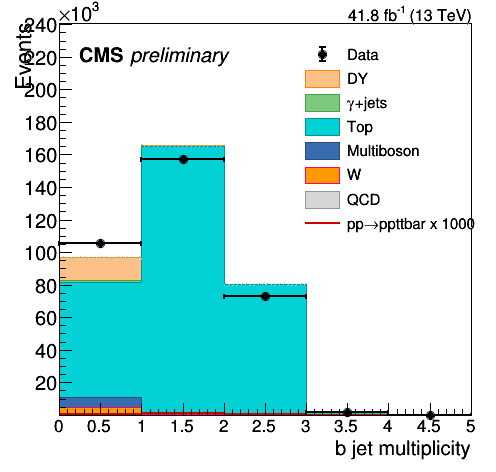 ×10³
41.8 fb⁻¹ (13 TeV)
Events
240
220
200
180
160
140
120
100
80
60
40
20
CMS preliminary
Data
DY
γ+jets
Top
Multiboson
W
QCD
pp→ppttbar x 1000
0 0.5 1 1.5 2 2.5 3 3.5 4 4.5 5
b jet multiplicity